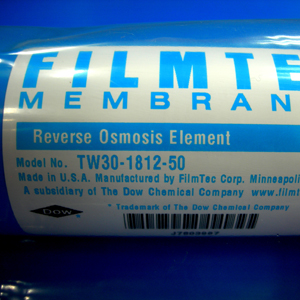 FILMTE
MEMBRAN
Reverse Osmosis Element
Model No. TW30-1812-50
Made in U.S.A. Manufactured by FilmTec Corp. Minneapoli
A subsidiary of The Dow Chemical Company www.filmt
* Trademark of The Dow Chemical Company
DOW